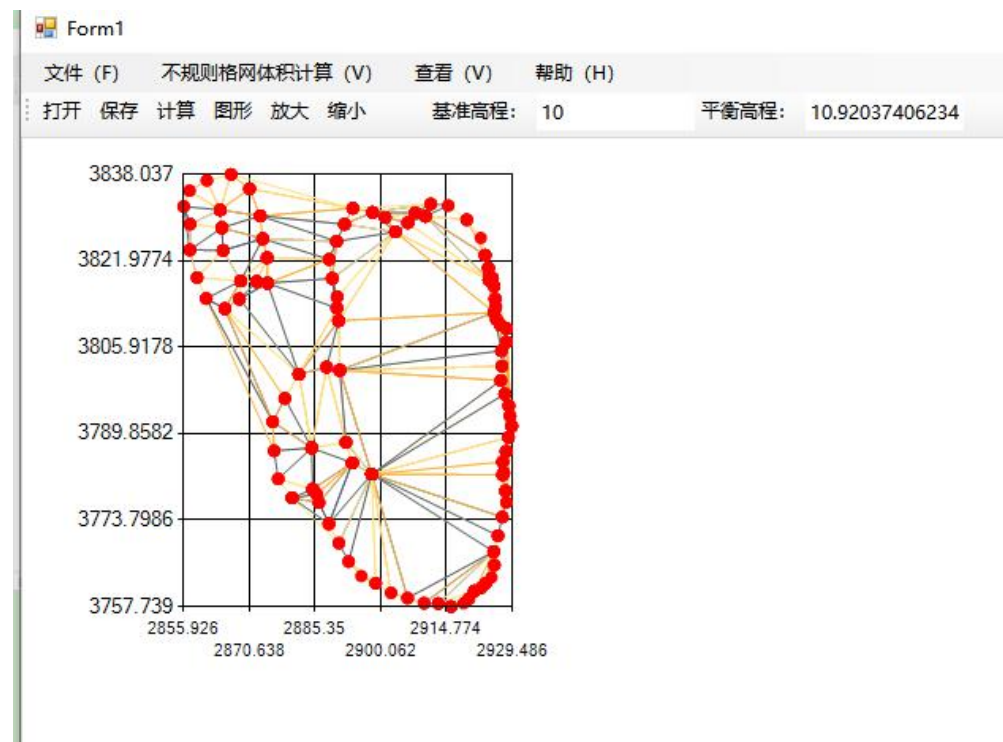 Form1
文件 (F) 不规则格网体积计算 (V) 查看 (V) 帮助 (H)
打开 保存 计算 图形 放大 缩小 基准高程: 10 平衡高程: 10.92037406234
3838.037
3821.9774
3805.9178
3789.8582
3773.7986
3757.739
2855.926 2885.35 2914.774
2870.638 2900.062 2929.486